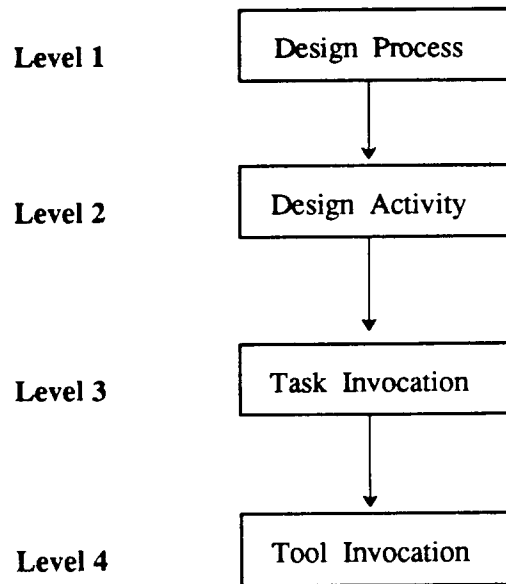 Level 1
Design Process
Level 2
Design Activity
Level 3
Task Invocation
Level 4
Tool Invocation